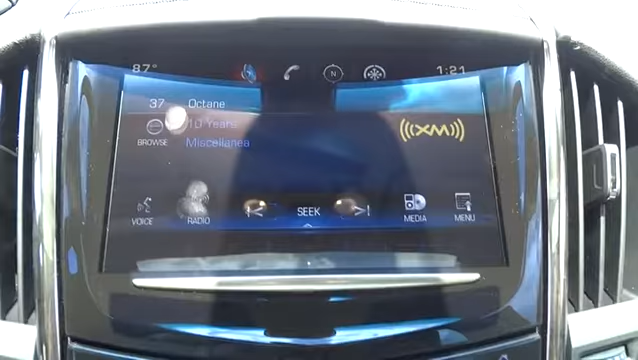 87°
N
1:21
37 Octane
10 Years
Miscellanea
BROWSE
((( XM )))
VOICE
RADIO
SEEK
MEDIA
MENU